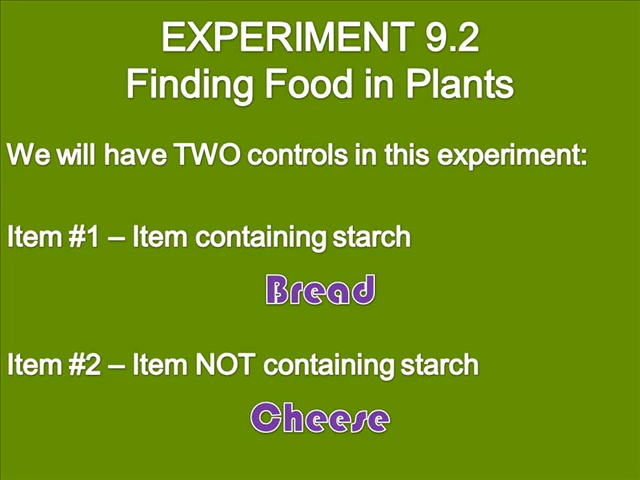 EXPERIMENT 9.2
Finding Food in Plants
We will have TWO controls in this experiment:
Item #1 – Item containing starch
Bread
Item #2 – Item NOT containing starch
Cheese